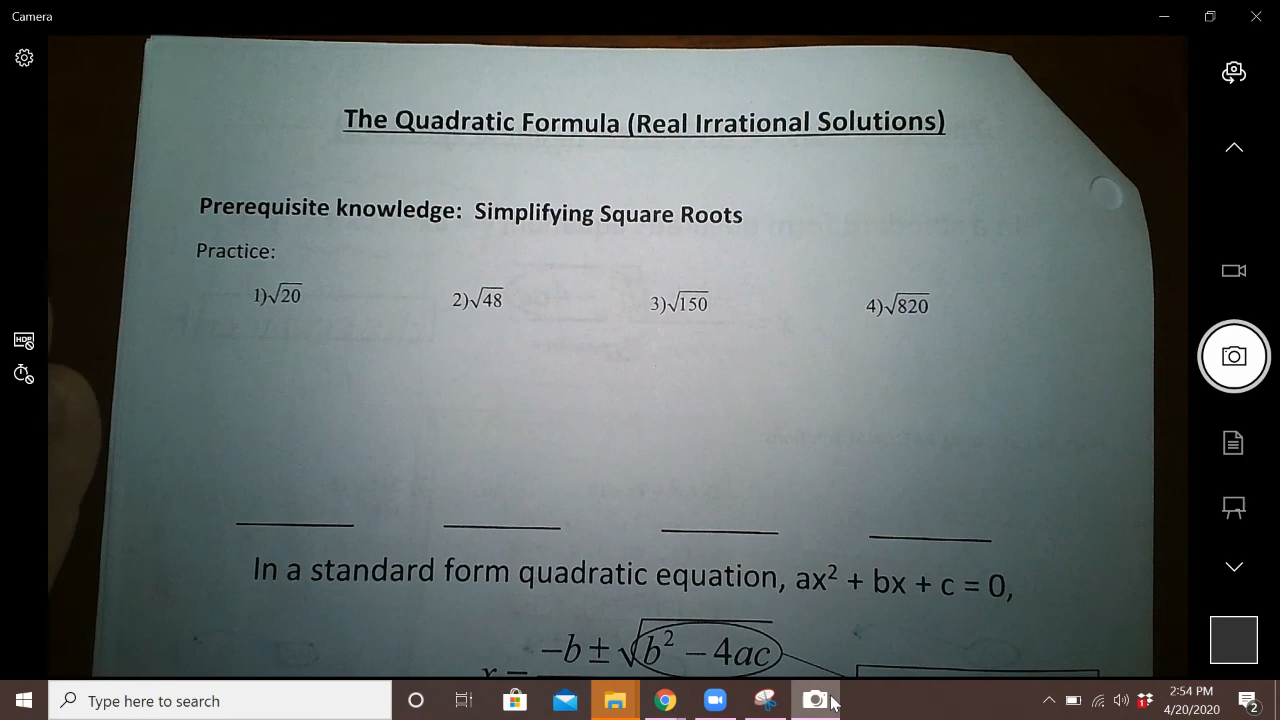 Camera
The Quadratic Formula (Real Irrational Solutions)
Prerequisite knowledge: Simplifying Square Roots
Practice:
1)√20 2)√48 3)√150 4)√820
In a standard form quadratic equation, ax² + bx + c = 0,
−b ± √b² − 4ac
x =
Type here to search
2:54 PM
4/20/2020